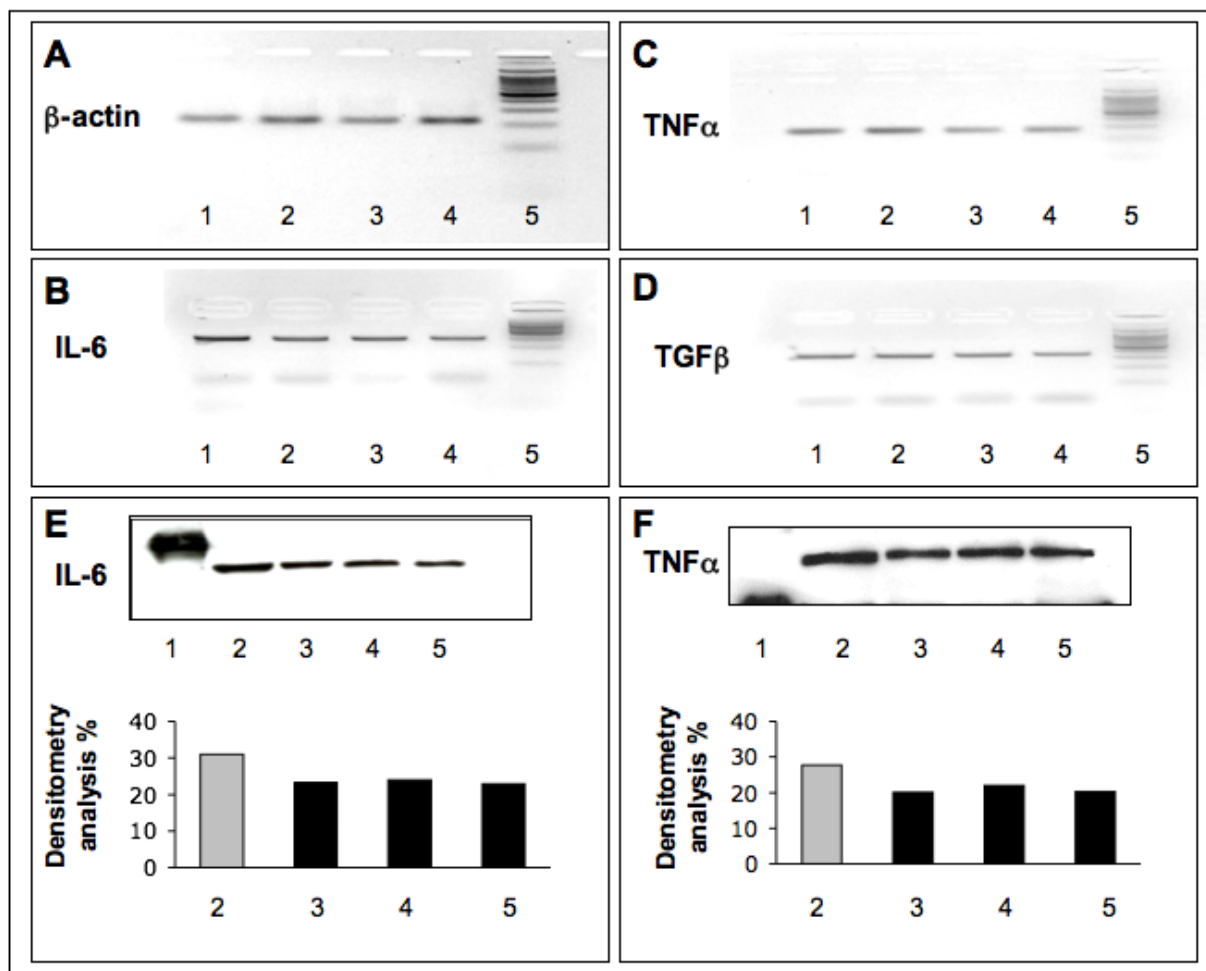 A
β-actin
1 2 3 4 5
C
TNFα
1 2 3 4 5
B
IL-6
1 2 3 4 5
D
TGFβ
1 2 3 4 5
E
IL-6
1 2 3 4 5
Densitometry
analysis %
40
30
20
10
0
2 3 4 5
F
TNFα
1 2 3 4 5
Densitometry
analysis %
40
30
20
10
0
2 3 4 5